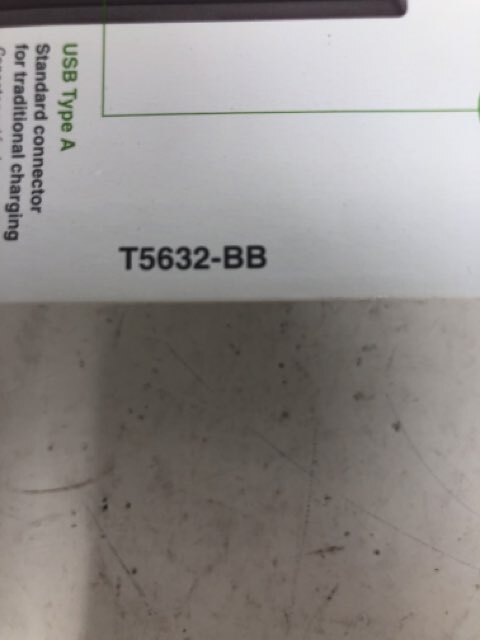 USB Type A
Standard connector
for traditional charging
T5632-BB